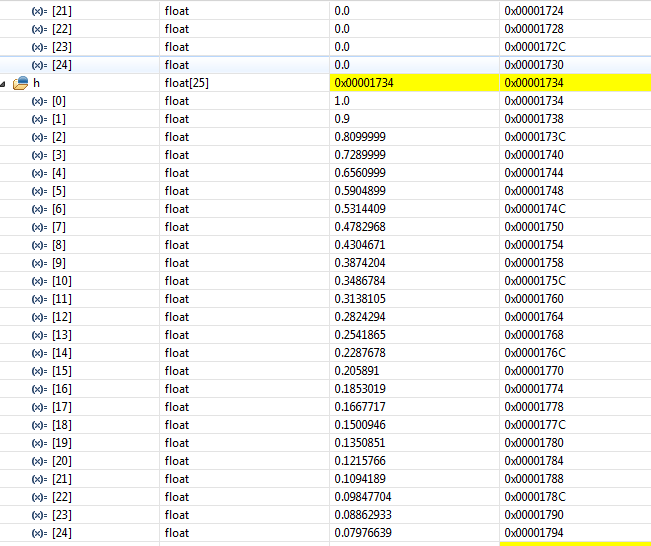 (x)= [21] float 0.0 0x00001724
(x)= [22] float 0.0 0x00001728
(x)= [23] float 0.0 0x0000172C
(x)= [24] float 0.0 0x00001730
h float[25] 0x00001734 0x00001734
(x)= [0] float 1.0 0x00001734
(x)= [1] float 0.9 0x00001738
(x)= [2] float 0.8099999 0x0000173C
(x)= [3] float 0.7289999 0x00001740
(x)= [4] float 0.6560999 0x00001744
(x)= [5] float 0.5904899 0x00001748
(x)= [6] float 0.5314409 0x0000174C
(x)= [7] float 0.4782968 0x00001750
(x)= [8] float 0.4304671 0x00001754
(x)= [9] float 0.3874204 0x00001758
(x)= [10] float 0.3486784 0x0000175C
(x)= [11] float 0.3138105 0x00001760
(x)= [12] float 0.2824294 0x00001764
(x)= [13] float 0.2541865 0x00001768
(x)= [14] float 0.2287678 0x0000176C
(x)= [15] float 0.205891 0x00001770
(x)= [16] float 0.1853019 0x00001774
(x)= [17] float 0.1667717 0x00001778
(x)= [18] float 0.1500946 0x0000177C
(x)= [19] float 0.1350851 0x00001780
(x)= [20] float 0.1215766 0x00001784
(x)= [21] float 0.1094189 0x00001788
(x)= [22] float 0.09847704 0x0000178C
(x)= [23] float 0.08862933 0x00001790
(x)= [24] float 0.07976639 0x00001794